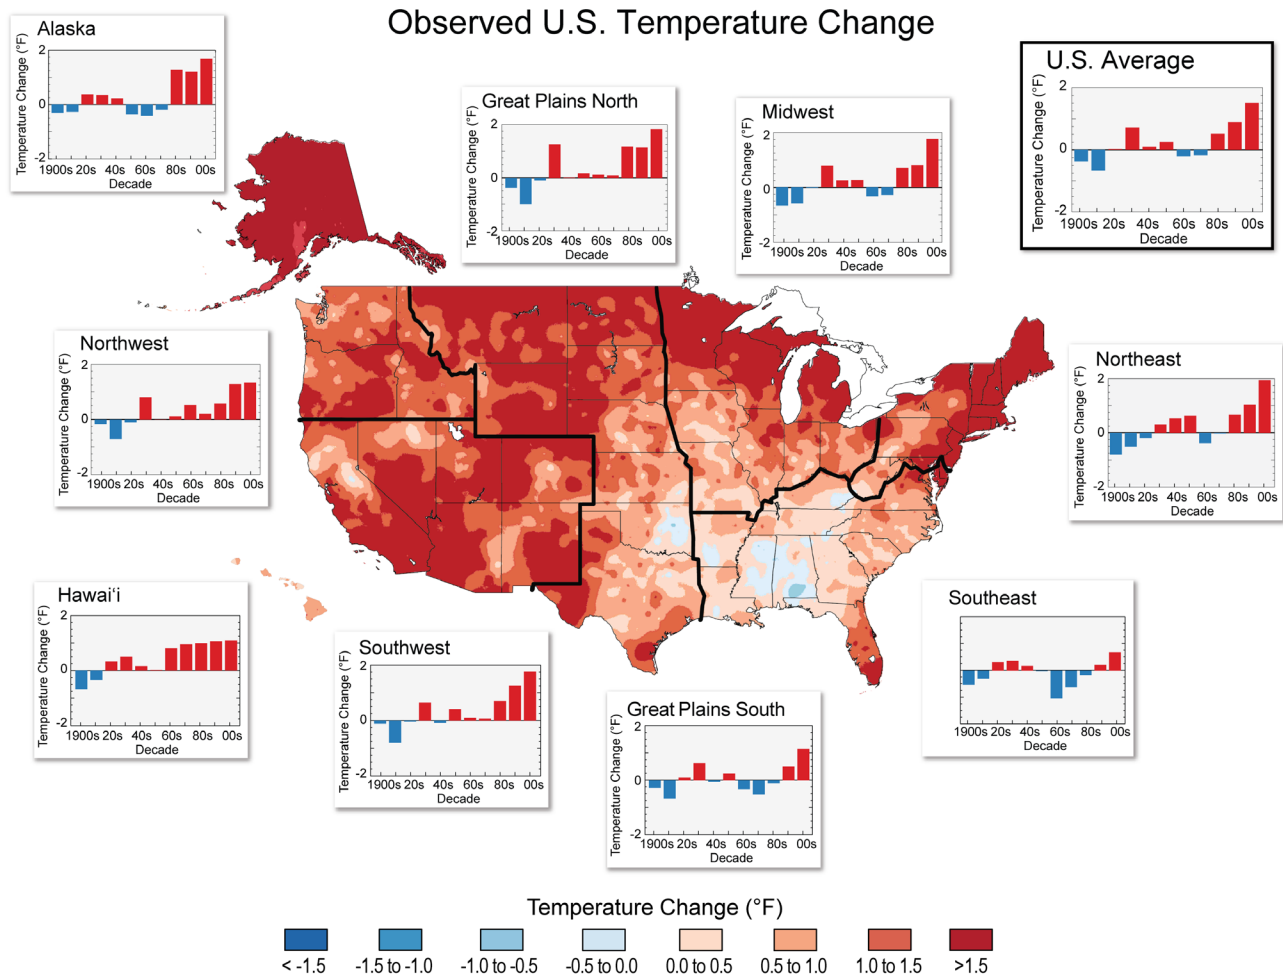 Observed U.S. Temperature Change
Alaska
Temperature Change (°F)
2
0
-2
1900s 20s 40s 60s 80s 00s
Decade
Great Plains North
Temperature Change (°F)
2
0
-2
1900s 20s 40s 60s 80s 00s
Decade
Midwest
Temperature Change (°F)
2
0
-2
1900s 20s 40s 60s 80s 00s
Decade
U.S. Average
Temperature Change (°F)
2
0
-2
1900s 20s 40s 60s 80s 00s
Decade
Northwest
Temperature Change (°F)
2
0
-2
1900s 20s 40s 60s 80s 00s
Decade
Northeast
Temperature Change (°F)
2
0
-2
1900s 20s 40s 60s 80s 00s
Decade
Hawai‘i
Temperature Change (°F)
2
0
-2
1900s 20s 40s 60s 80s 00s
Decade
Southwest
Temperature Change (°F)
2
0
-2
1900s 20s 40s 60s 80s 00s
Decade
Great Plains South
Temperature Change (°F)
2
0
-2
1900s 20s 40s 60s 80s 00s
Decade
Southeast
1900s 20s 40s 60s 80s 00s
Decade
Temperature Change (°F)
< -1.5 -1.5 to -1.0 -1.0 to -0.5 -0.5 to 0.0 0.0 to 0.5 0.5 to 1.0 1.0 to 1.5 >1.5